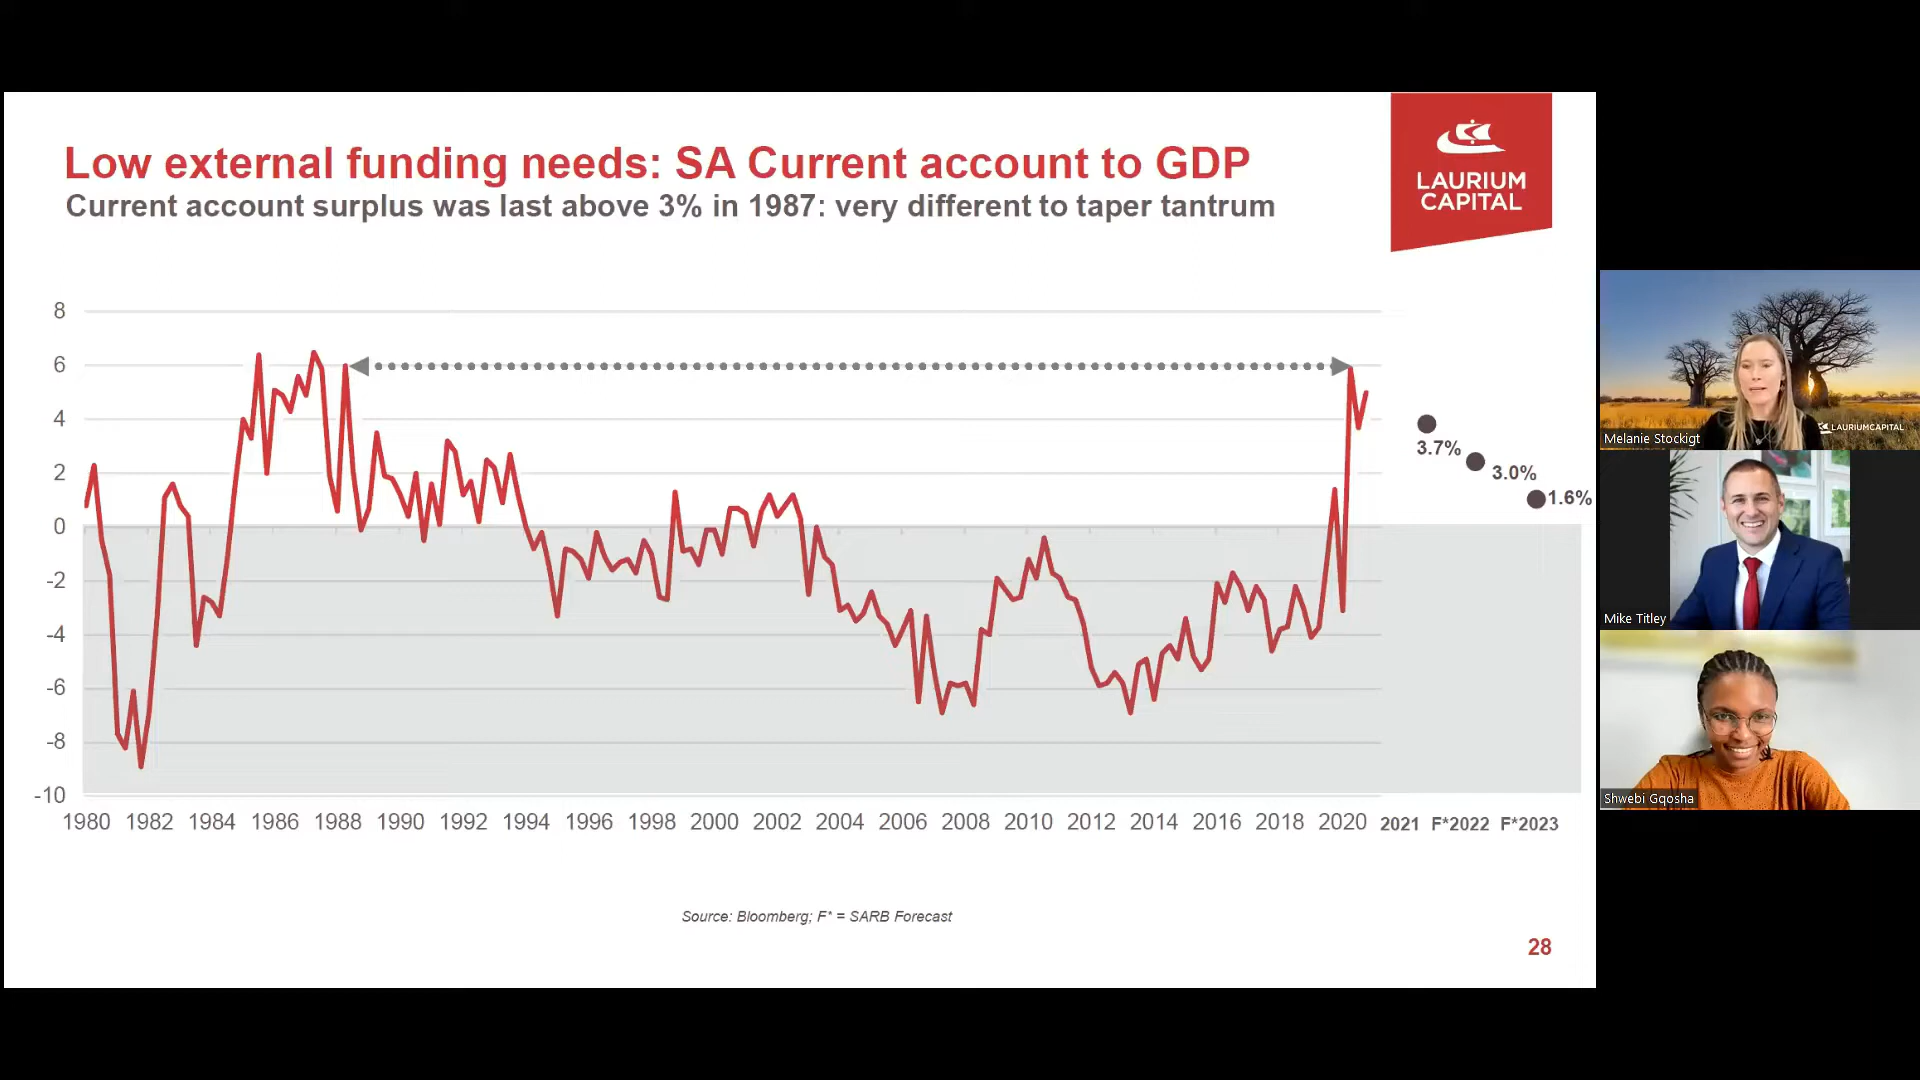 Low external funding needs: SA Current account to GDP
Current account surplus was last above 3% in 1987: very different to taper tantrum
LAURIUM
CAPITAL
8
6
4
2
0
-2
-4
-6
-8
-10
3.7%
3.0%
1.6%
1980 1982 1984 1986 1988 1990 1992 1994 1996 1998 2000 2002 2004 2006 2008 2010 2012 2014 2016 2018 2020 2021 F*2022 F*2023
Source: Bloomberg; F* = SARB Forecast
28
LAURIUMCAPITAL
Melanie Stockigt
Mike Titley
Shwebi Gqosha